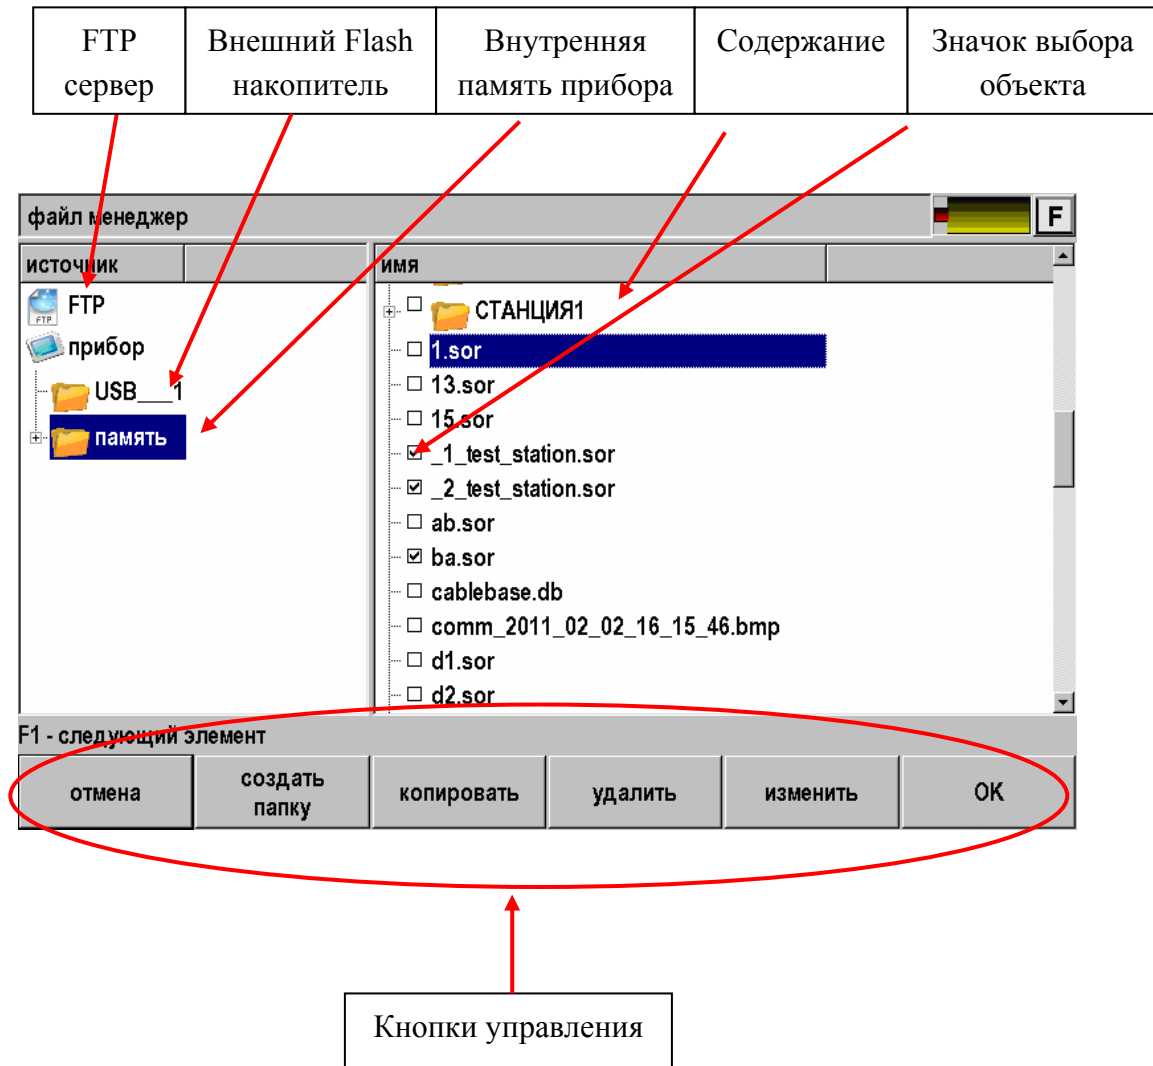 FTP
сервер
Внешний Flash
накопитель
Внутренняя
память прибора
Содержание
Значок выбора
объекта
файл менеджер
F
источник
имя
FTP
FTP
прибор
USB___1
память
СТАНЦИЯ1
1.sor
13.sor
15.sor
_1_test_station.sor
_2_test_station.sor
ab.sor
ba.sor
cablebase.db
comm_2011_02_02_16_15_46.bmp
d1.sor
d2.sor
F1 - следующий элемент
отмена
создать
папку
копировать
удалить
изменить
OK
Кнопки управления